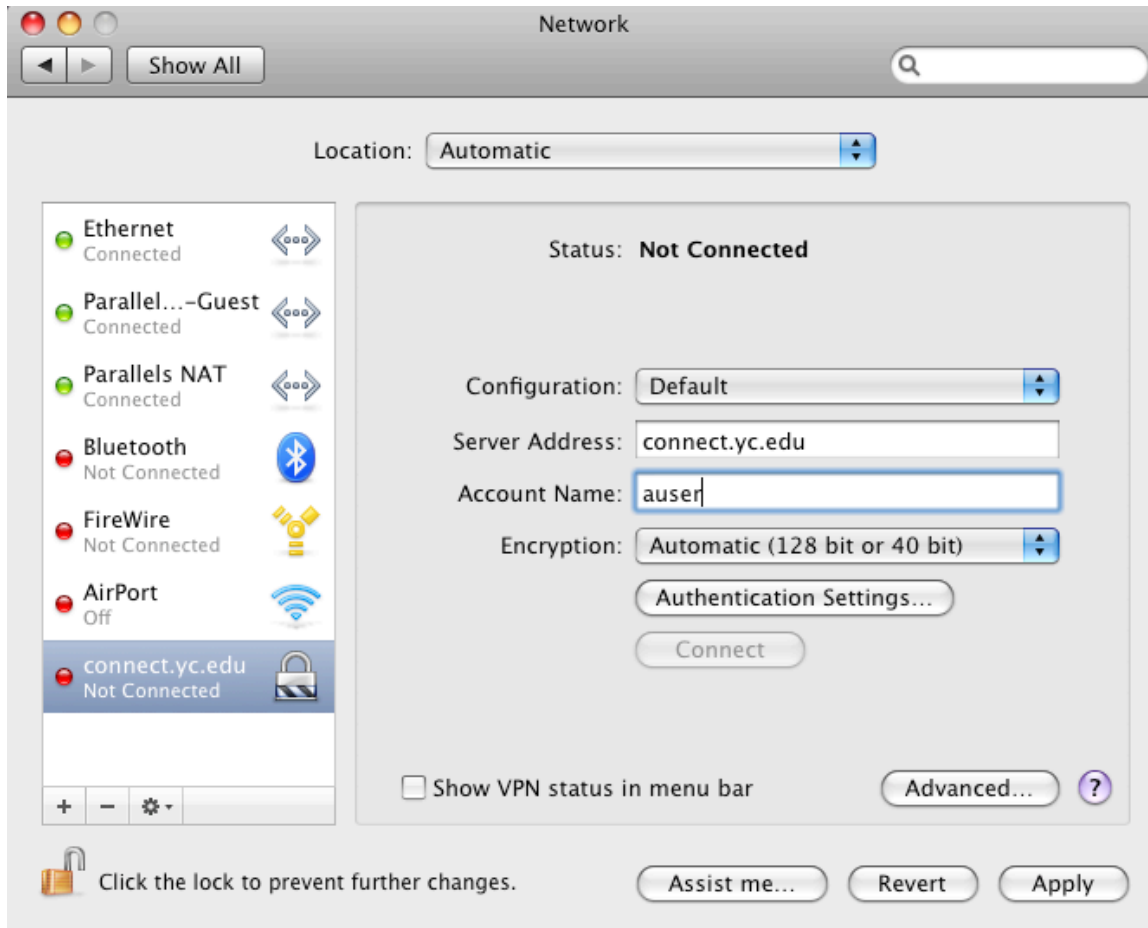 Network
Show All
Location: Automatic
Ethernet
Connected
Parallel...-Guest
Connected
Parallels NAT
Connected
Bluetooth
Not Connected
FireWire
Not Connected
AirPort
Off
connect.yc.edu
Not Connected
Status: Not Connected
Configuration: Default
Server Address: connect.yc.edu
Account Name: auser
Encryption: Automatic (128 bit or 40 bit)
Authentication Settings...
Connect
Show VPN status in menu bar
Advanced...
?
Click the lock to prevent further changes.
Assist me...
Revert
Apply